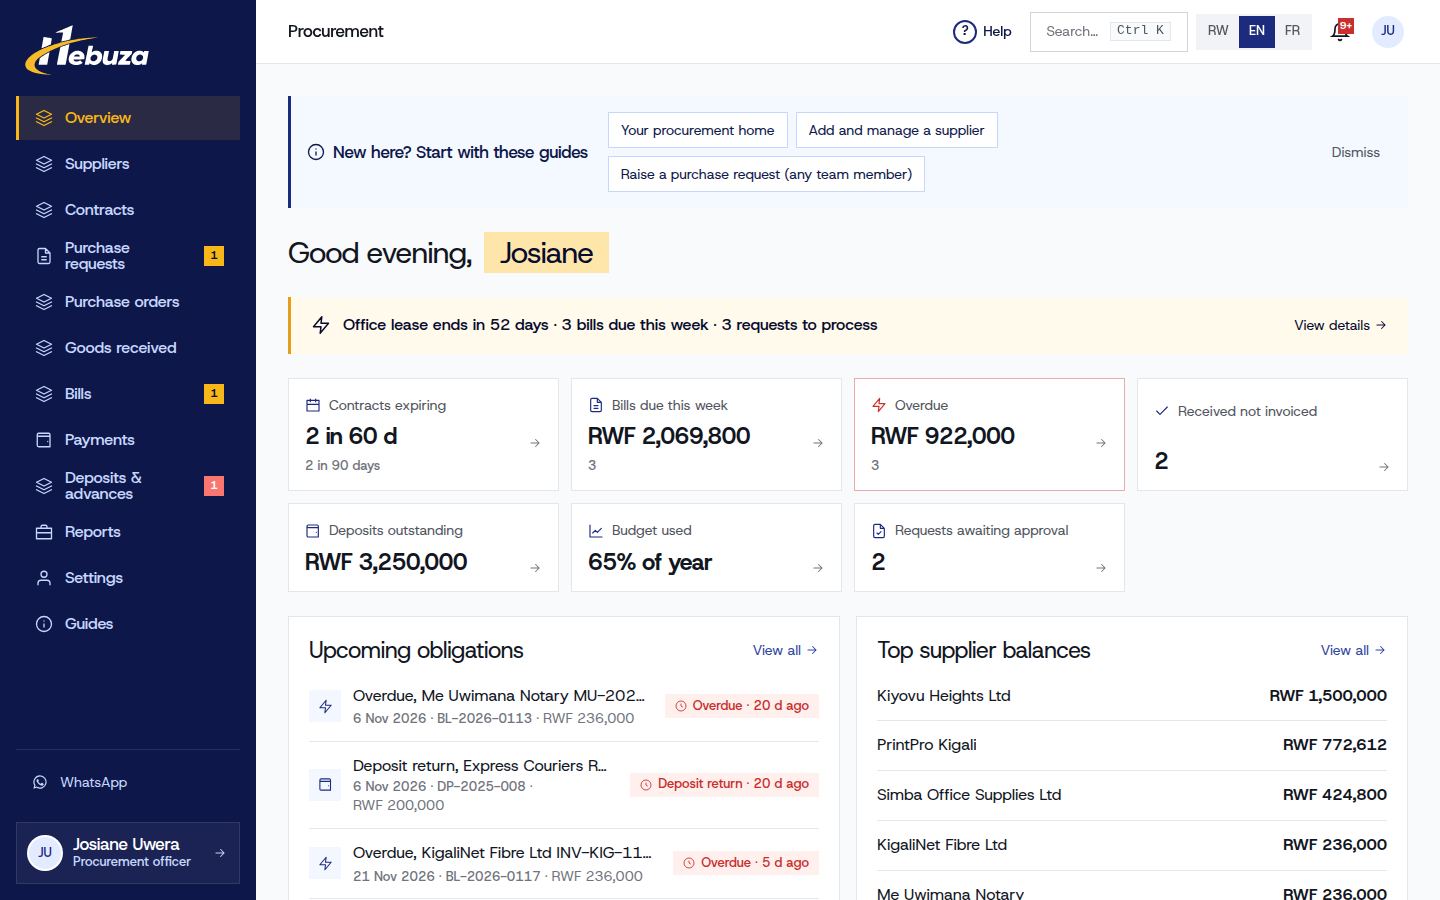 Hebuza
Overview
Suppliers
Contracts
Purchase requests 1
Purchase orders
Goods received
Bills 1
Payments
Deposits & advances 1
Reports
Settings
Guides
WhatsApp
JU Josiane Uwera
Procurement officer
Procurement
? Help
Search... Ctrl K
RW EN FR
9+
JU
New here? Start with these guides
Your procurement home
Add and manage a supplier
Raise a purchase request (any team member)
Dismiss
Good evening, Josiane
Office lease ends in 52 days · 3 bills due this week · 3 requests to process
View details →
Contracts expiring
2 in 60 d
2 in 90 days
Bills due this week
RWF 2,069,800
3
Overdue
RWF 922,000
3
Received not invoiced
2
Deposits outstanding
RWF 3,250,000
Budget used
65% of year
Requests awaiting approval
2
Upcoming obligations
View all →
Overdue, Me Uwimana Notary MU-202...
6 Nov 2026 · BL-2026-0113 · RWF 236,000
Overdue · 20 d ago
Deposit return, Express Couriers R...
6 Nov 2026 · DP-2025-008 ·
RWF 200,000
Deposit return · 20 d ago
Overdue, KigaliNet Fibre Ltd INV-KIG-11...
21 Nov 2026 · BL-2026-0117 · RWF 236,000
Overdue · 5 d ago
Top supplier balances
View all →
Kiyovu Heights Ltd RWF 1,500,000
PrintPro Kigali RWF 772,612
Simba Office Supplies Ltd RWF 424,800
KigaliNet Fibre Ltd RWF 236,000
Me Uwimana Notary RWF 236,000